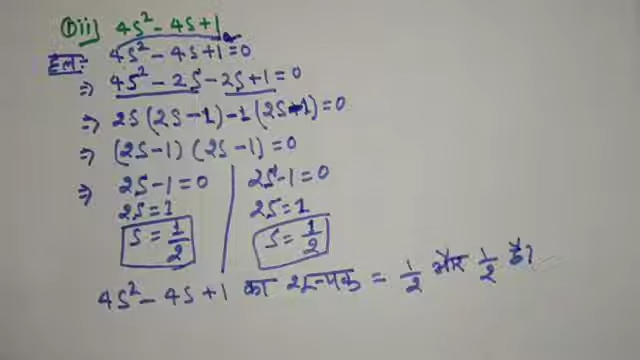 (ii) 4s² - 4s + 1
हल:- 4s² - 4s + 1 = 0
⇒ 4s² - 2s - 2s + 1 = 0
⇒ 2s (2s - 1) - 1 (2s - 1) = 0
⇒ (2s - 1) (2s - 1) = 0
⇒ 2s - 1 = 0 | 2s - 1 = 0
2s = 1 | 2s = 1
s = 1/2 | s = 1/2
4s² - 4s + 1 का शून्यक = 1/2 और 1/2 है।